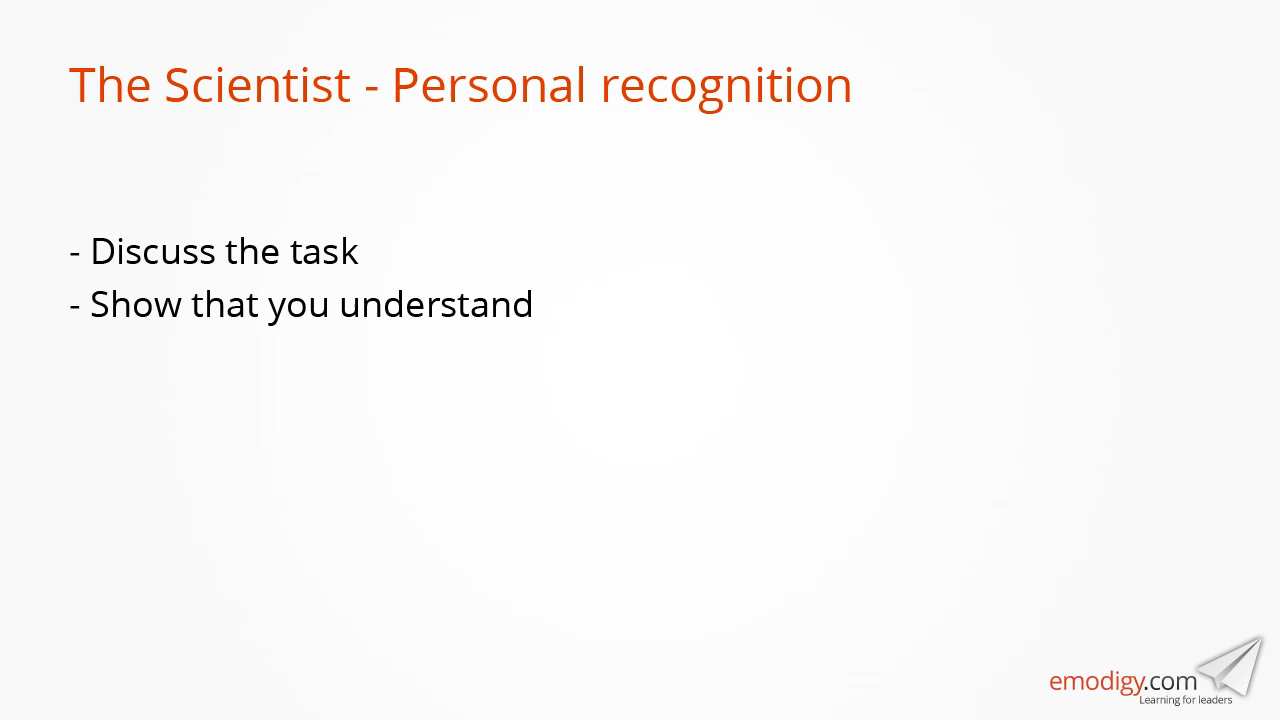 The Scientist - Personal recognition
- Discuss the task
- Show that you understand
emodigy.com
Learning for leaders